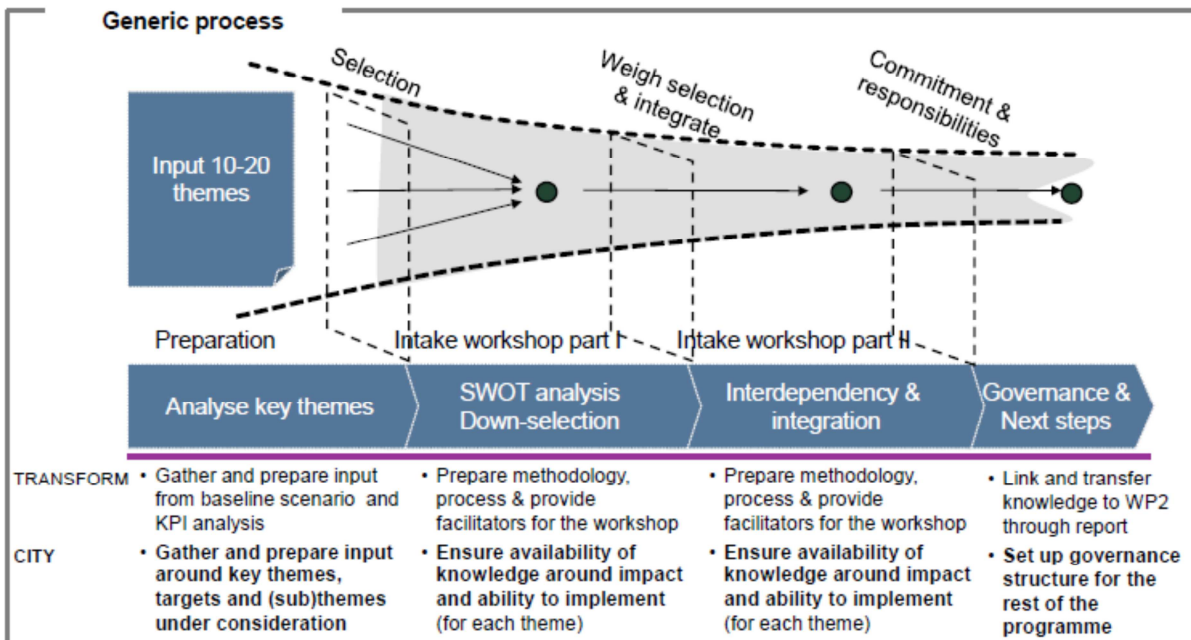 Generic process
Selection
Weigh selection
& integrate
Commitment &
responsibilities
Input 10-20
themes
Preparation
Intake workshop part I
Intake workshop part II
Analyse key themes
SWOT analysis
Down-selection
Interdependency &
integration
Governance &
Next steps
TRANSFORM
• Gather and prepare input
from baseline scenario and
KPI analysis
• Prepare methodology,
process & provide
facilitators for the workshop
• Prepare methodology,
process & provide
facilitators for the workshop
• Link and transfer
knowledge to WP2
through report
CITY
• Gather and prepare input
around key themes,
targets and (sub)themes
under consideration
• Ensure availability of
knowledge around impact
and ability to implement
(for each theme)
• Ensure availability of
knowledge around impact
and ability to implement
(for each theme)
• Set up governance
structure for the
rest of the
programme